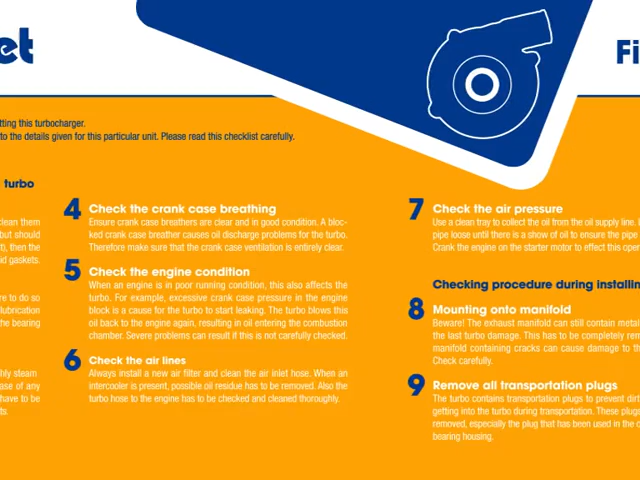 et
Fi
tting this turbocharger.
to the details given for this particular unit. Please read this checklist carefully.
turbo
clean them
but should
), then the
id gaskets.
re to do so
lubrication
he bearing
hly steam
ase of any
have to be
ts.
4 Check the crank case breathing
Ensure crank case breathers are clear and in good condition. A bloc-
ked crank case breather causes oil discharge problems for the turbo.
Therefore make sure that the crank case ventilation is entirely clear.
5 Check the engine condition
When an engine is in poor running condition, this also affects the
turbo. For example, excessive crank case pressure in the engine
block is a cause for the turbo to start leaking. The turbo blows this
oil back to the engine again, resulting in oil entering the combustion
chamber. Severe problems can result if this is not carefully checked.
6 Check the air lines
Always install a new air filter and clean the air inlet hose. When an
intercooler is present, possible oil residue has to be removed. Also the
turbo hose to the engine has to be checked and cleaned thoroughly.
7 Check the air pressure
Use a clean tray to collect the oil from the oil supply line.
pipe loose until there is a show of oil to ensure the pipe
Crank the engine on the starter motor to effect this oper
Checking procedure during installin
8 Mounting onto manifold
Beware! The exhaust manifold can still contain metal
the last turbo damage. This has to be completely rem
manifold containing cracks can cause damage to th
Check carefully.
9 Remove all transportation plugs
The turbo contains transportation plugs to prevent dirt
getting into the turbo during transportation. These plugs
removed, especially the plug that has been used in the
bearing housing.